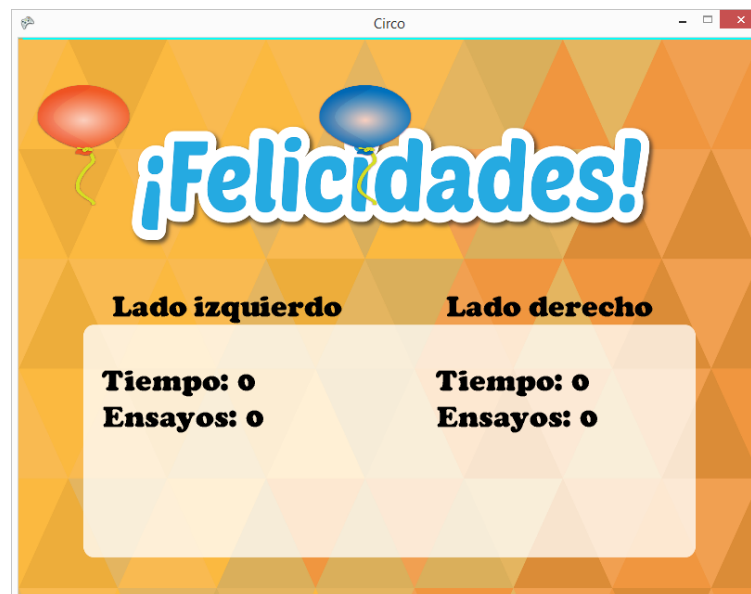 Circo
¡Felicidades!
Lado izquierdo
Lado derecho
Tiempo: 0
Tiempo: 0
Ensayos: 0
Ensayos: 0